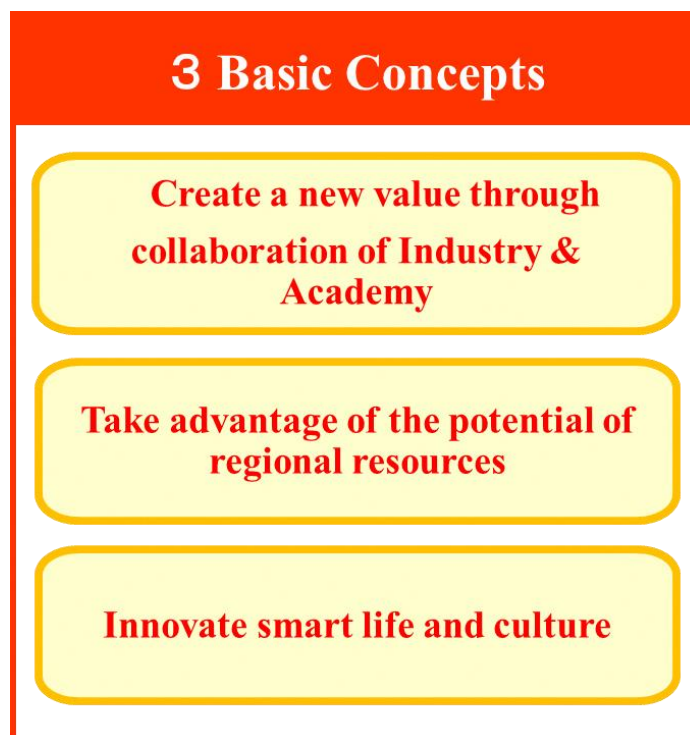 ３ Basic Concepts
Create a new value through
collaboration of Industry &
Academy
Take advantage of the potential of
regional resources
Innovate smart life and culture